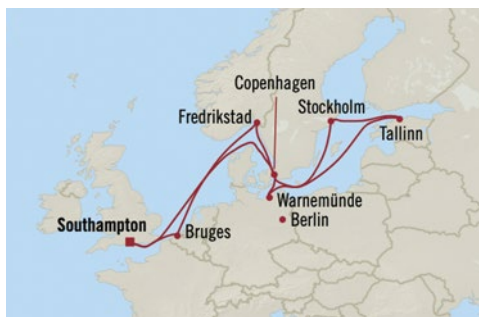 Copenhagen
Fredrikstad
Stockholm
Tallinn
Warnemünde
Berlin
Southampton
Bruges